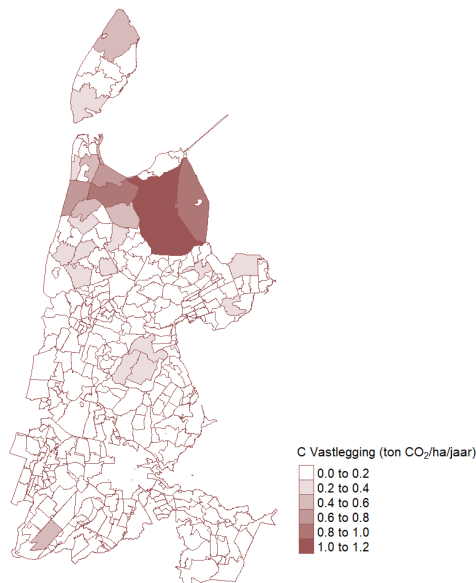 C Vastlegging (ton CO₂/ha/jaar)
0.0 to 0.2
0.2 to 0.4
0.4 to 0.6
0.6 to 0.8
0.8 to 1.0
1.0 to 1.2